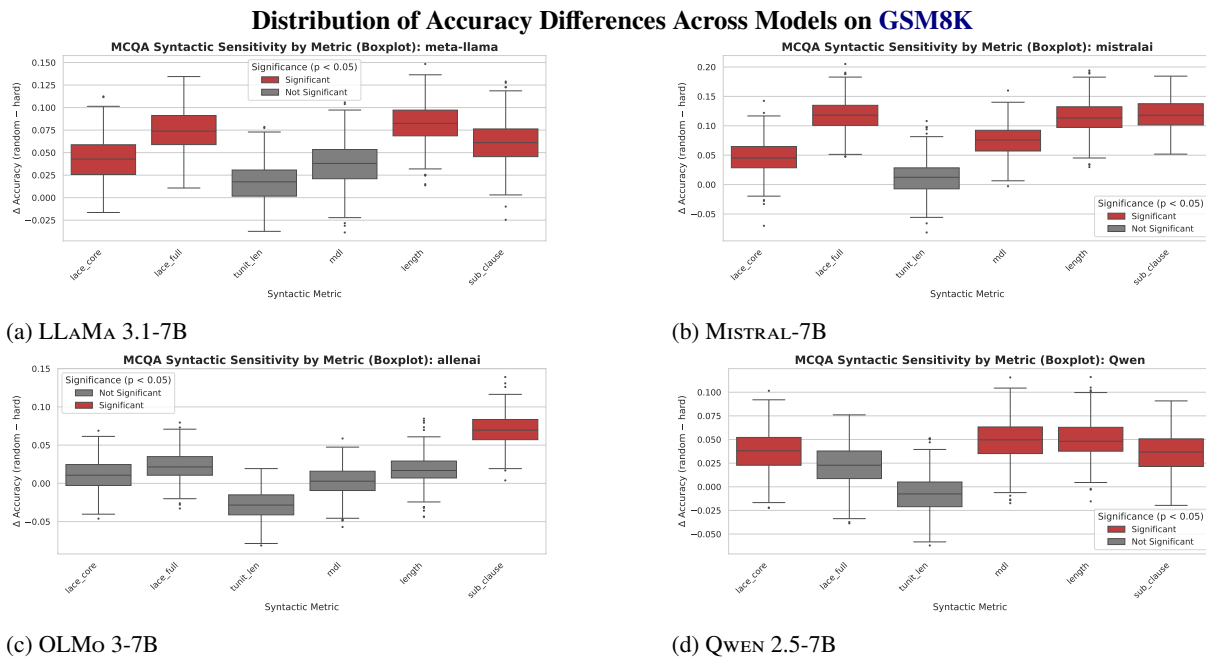 Distribution of Accuracy Differences Across Models on GSM8K
MCQA Syntactic Sensitivity by Metric (Boxplot): meta-llama
Significance (p < 0.05)
Significant
Not Significant
Δ Accuracy (random − hard)
0.150
0.125
0.100
0.075
0.050
0.025
0.000
−0.025
lace_core
lace_full
tunit_len
mdl
length
sub_clause
Syntactic Metric
(a) LLaMa 3.1-7B
MCQA Syntactic Sensitivity by Metric (Boxplot): mistralai
Δ Accuracy (random − hard)
0.20
0.15
0.10
0.05
0.00
−0.05
Significance (p < 0.05)
Significant
Not Significant
lace_core
lace_full
tunit_len
mdl
length
sub_clause
Syntactic Metric
(b) Mistral-7B
MCQA Syntactic Sensitivity by Metric (Boxplot): allenai
Significance (p < 0.05)
Not Significant
Significant
Δ Accuracy (random − hard)
0.15
0.10
0.05
0.00
−0.05
lace_core
lace_full
tunit_len
mdl
length
sub_clause
Syntactic Metric
(c) OLMo 3-7B
MCQA Syntactic Sensitivity by Metric (Boxplot): Qwen
Δ Accuracy (random − hard)
0.100
0.075
0.050
0.025
0.000
−0.025
−0.050
Significance (p < 0.05)
Significant
Not Significant
lace_core
lace_full
tunit_len
mdl
length
sub_clause
Syntactic Metric
(d) Qwen 2.5-7B